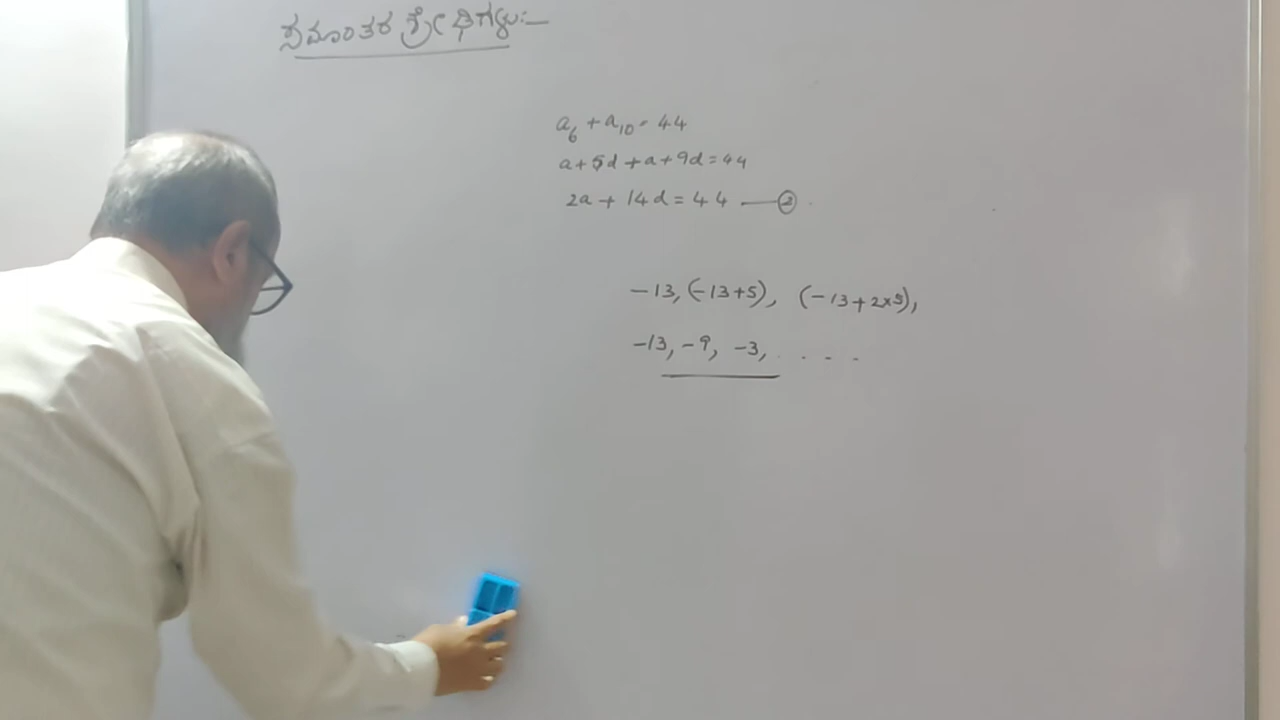 ಸಮಾಂತರ ಶ್ರೇಢಿಗಳು:-
a₆ + a₁₀ = 44
a + 5d + a + 9d = 44
2a + 14d = 44 —②
-13, (-13+5), (-13+2×5),
-13, -9, -3, . . . .